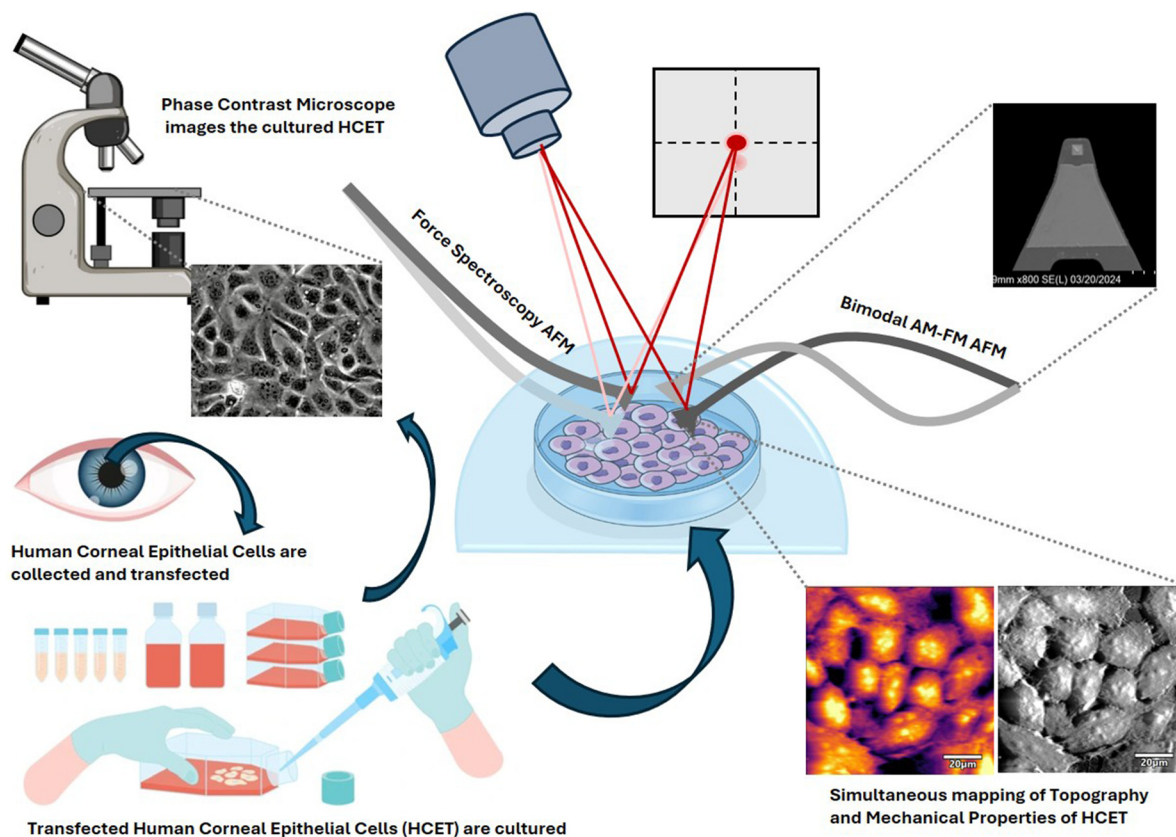 Phase Contrast Microscope
images the cultured HCET
Force Spectroscopy AFM
Bimodal AM-FM AFM
9mm x800 SE(L) 03/20/2024
Human Corneal Epithelial Cells are
collected and transfected
Transfected Human Corneal Epithelial Cells (HCET) are cultured
20µm
20µm
Simultaneous mapping of Topography
and Mechanical Properties of HCET